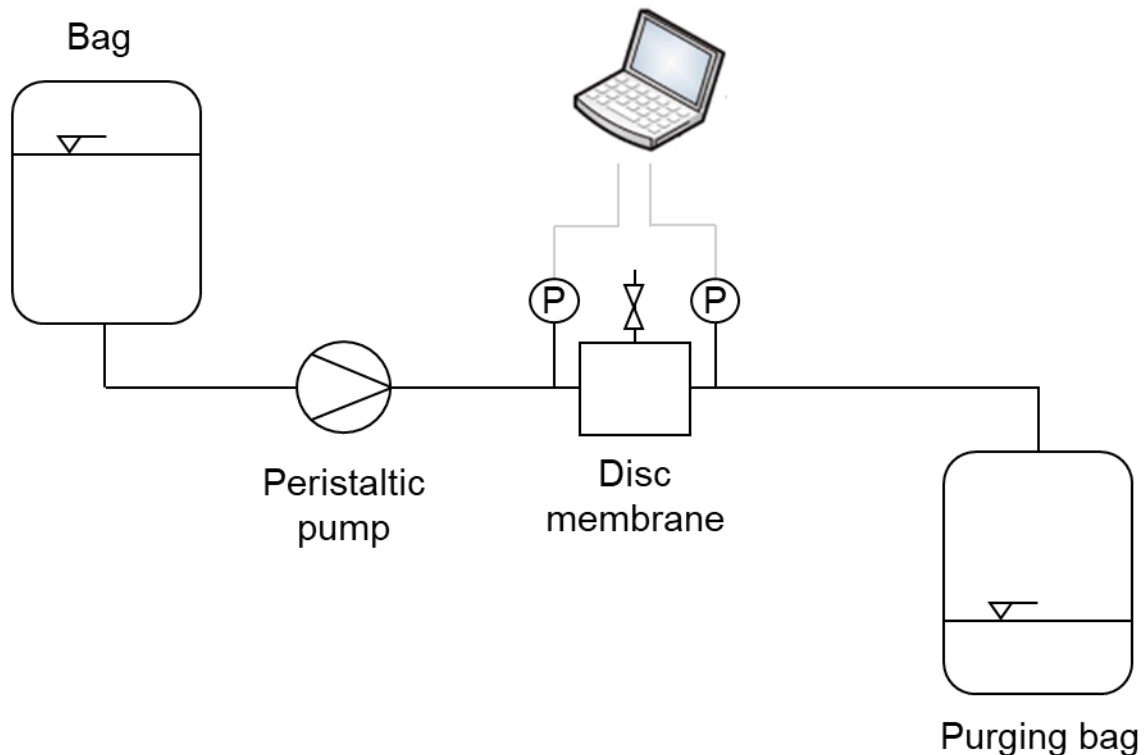 Bag
P
P
Peristaltic
pump
Disc
membrane
Purging bag